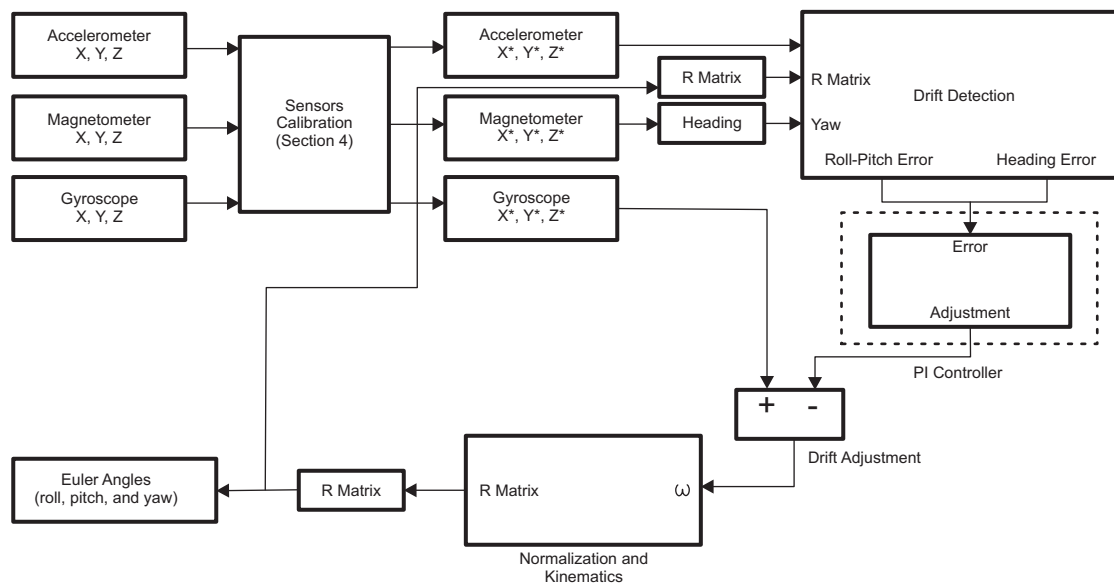 Accelerometer
X, Y, Z
Magnetometer
X, Y, Z
Gyroscope
X, Y, Z
Sensors
Calibration
(Section 4)
Accelerometer
X*, Y*, Z*
Magnetometer
X*, Y*, Z*
Gyroscope
X*, Y*, Z*
R Matrix
Heading
R Matrix
Drift Detection
Yaw
Roll-Pitch Error
Heading Error
Error
Adjustment
PI Controller
+ -
Drift Adjustment
Euler Angles
(roll, pitch, and yaw)
R Matrix
R Matrix
ω
Normalization and
Kinematics